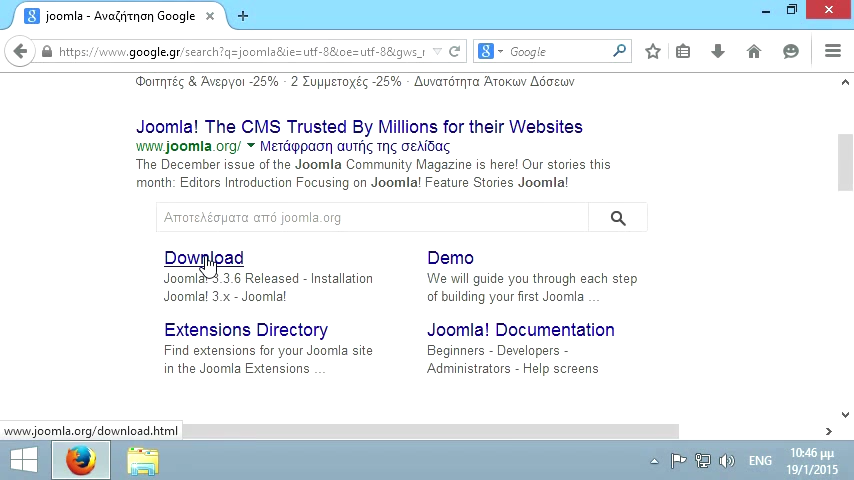 joomla - Αναζήτηση Google
https://www.google.gr/search?q=joomla&ie=utf-8&oe=utf-8&gws_r
Google
Φοιτητές & Άνεργοι -25% · 2 Συμμετοχές -25% · Δυνατότητα Άτοκων Δόσεων
Joomla! The CMS Trusted By Millions for their Websites
www.joomla.org/ Μετάφραση αυτής της σελίδας
The December issue of the Joomla Community Magazine is here! Our stories this
month: Editors Introduction Focusing on Joomla! Feature Stories Joomla!
Αποτελέσματα από joomla.org
Download
Joomla! 3.3.6 Released - Installation
Joomla! 3.x - Joomla!
Demo
We will guide you through each step
of building your first Joomla ...
Extensions Directory
Find extensions for your Joomla site
in the Joomla Extensions ...
Joomla! Documentation
Beginners - Developers -
Administrators - Help screens
www.joomla.org/download.html
ENG
10:46 μμ
19/1/2015